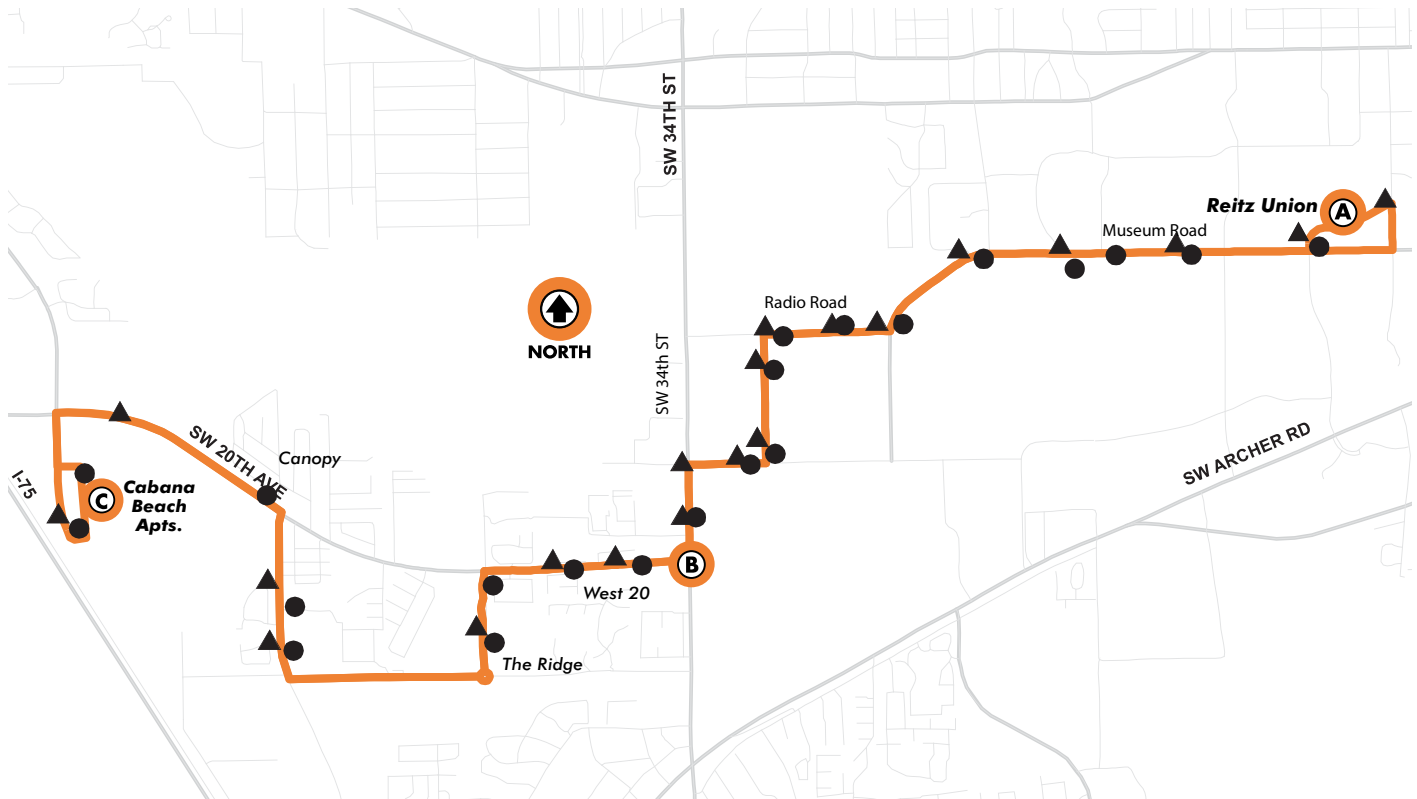 SW 34TH ST
Reitz Union
A
Museum Road
Radio Road
NORTH
SW 34th ST
SW 20TH AVE
Canopy
SW ARCHER RD
I-75
C
Cabana
Beach
Apts.
B
West 20
The Ridge